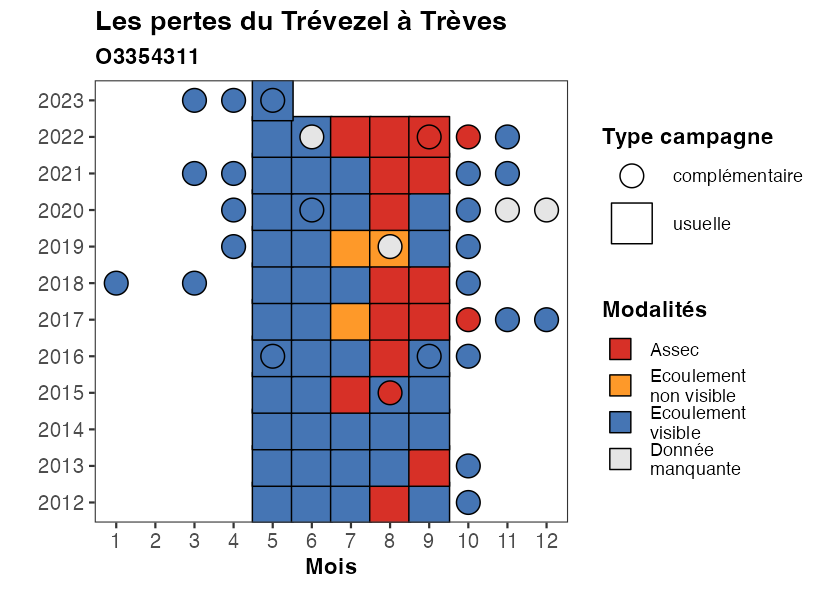 Les pertes du Trévezel à Trèves
O3354311
2023
2022
2021
2020
2019
2018
2017
2016
2015
2014
2013
2012
1 2 3 4 5 6 7 8 9 10 11 12
Mois
Type campagne
complémentaire
usuelle
Modalités
Assec
Ecoulement
non visible
Ecoulement
visible
Donnée
manquante